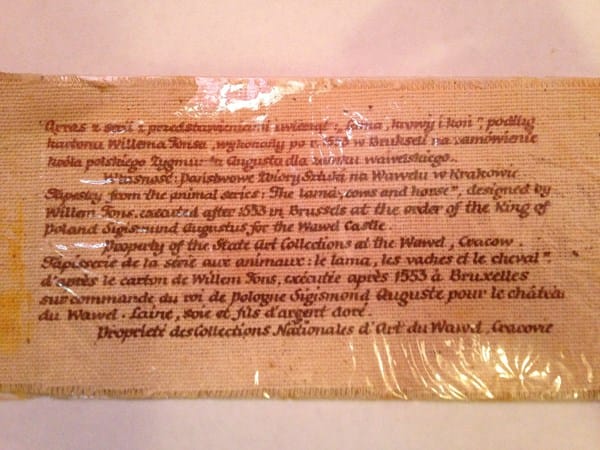 Arras z serii z przedstawieniami zwierząt „Lama, krowy i koń”, podług
kartonu Willema Tonsa, wykonany po 1553 w Brukseli na zamówienie
króla polskiego Zygmunta Augusta dla zamku wawelskiego.
Własność: Państwowe Zbiory Sztuki na Wawelu w Krakowie
Tapestry from the animal series: The lama, cows and horse”, designed by
Willem Tons, executed after 1553 in Brussels at the order of the King of
Poland Sigismund Augustus, for the Wawel Castle.
Property of the State Art Collections at the Wawel, Cracow.
Tapisserie de la série aux animaux: le lama, les vaches et le cheval”
d'après le carton de Willem Tons, exécutée après 1553 à Bruxelles
sur commande du roi de Pologne Sigismond Auguste pour le château
du Wawel. Laine, soie et fils d'argent doré.
Propriété des Collections Nationales d'Art du Wawel, Cracovie